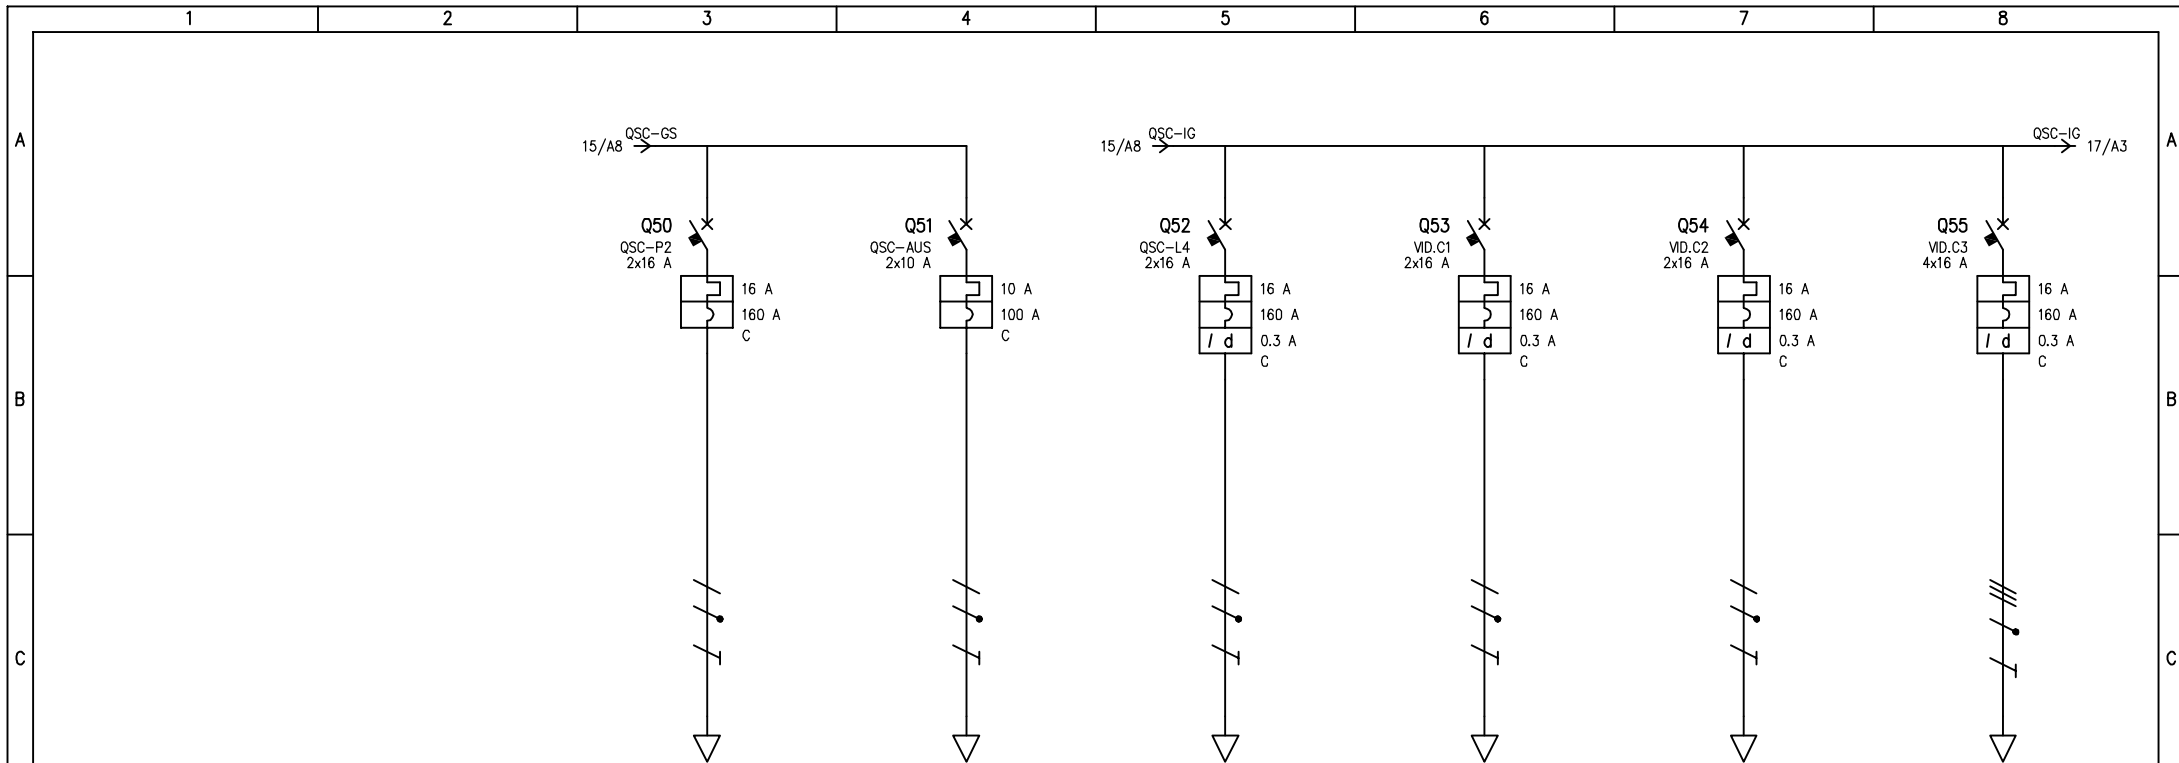 1 2 3 4 5 6 7 8
A A
QSC-GS QSC-IG QSC-IG
15/A8 15/A8 17/A3
Q50 Q51 Q52 Q53 Q54 Q55
QSC-P2 QSC-AUS QSC-L4 VID.C1 VID.C2 VID.C3
2x16 A 2x10 A 2x16 A 2x16 A 2x16 A 4x16 A
16 A 10 A 16 A 16 A 16 A 16 A
160 A 100 A 160 A 160 A 160 A 160 A
C C I d 0.3 A I d 0.3 A I d 0.3 A I d 0.3 A
C C C C
B B
C C